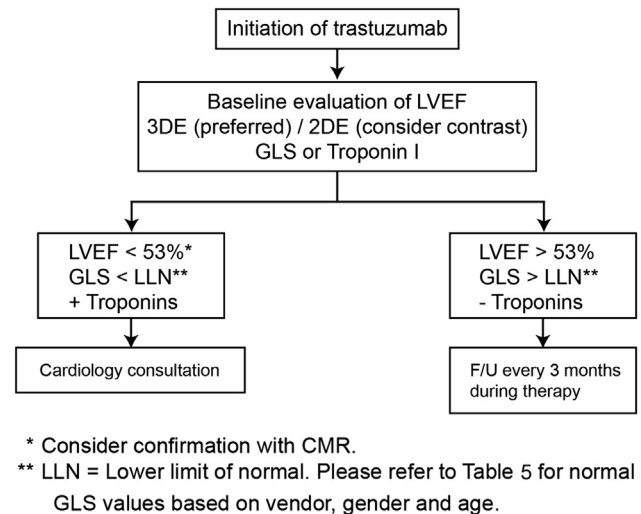 Initiation of trastuzumab
Baseline evaluation of LVEF
3DE (preferred) / 2DE (consider contrast)
GLS or Troponin I
LVEF < 53%*
GLS < LLN**
+ Troponins
LVEF > 53%
GLS > LLN**
- Troponins
Cardiology consultation
F/U every 3 months
during therapy
* Consider confirmation with CMR.
** LLN = Lower limit of normal. Please refer to Table 5 for normal
GLS values based on vendor, gender and age.